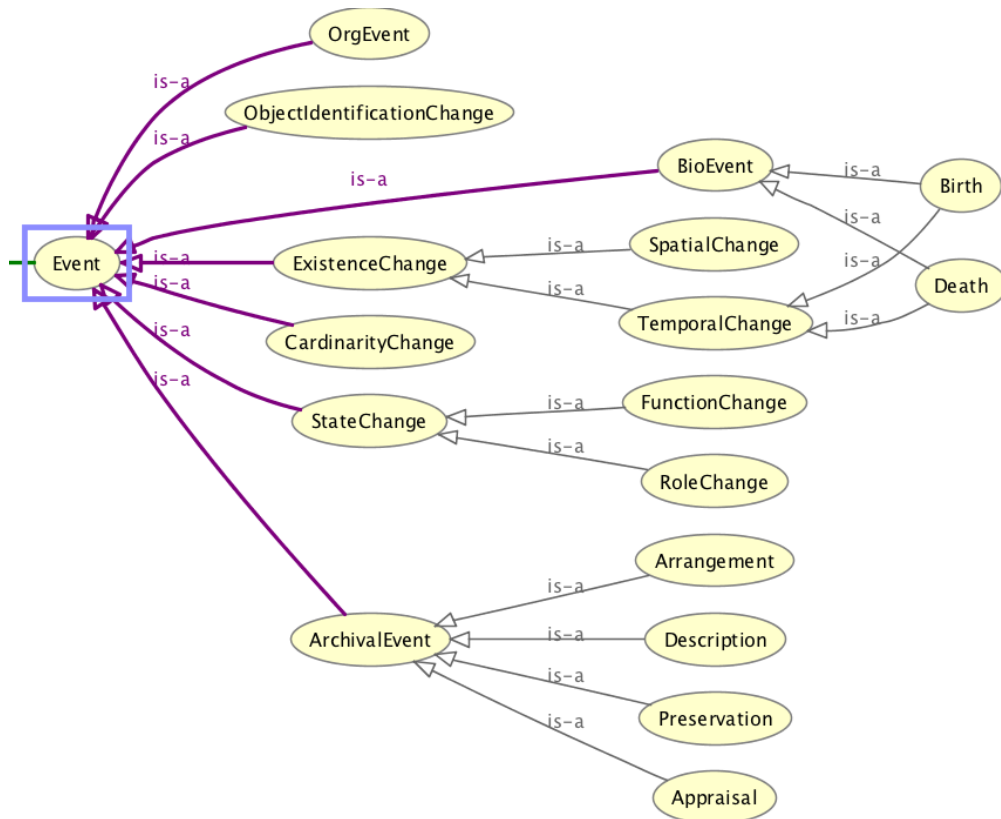 OrgEvent
is-a
ObjectIdentificationChange
is-a
BioEvent
is-a
Birth
is-a
is-a
Event
is-a
ExistenceChange
is-a
SpatialChange
is-a
Death
is-a
is-a
TemporalChange
is-a
CardinarityChange
is-a
StateChange
is-a
FunctionChange
is-a
RoleChange
is-a
Arrangement
is-a
ArchivalEvent
is-a
Description
is-a
Preservation
is-a
Appraisal